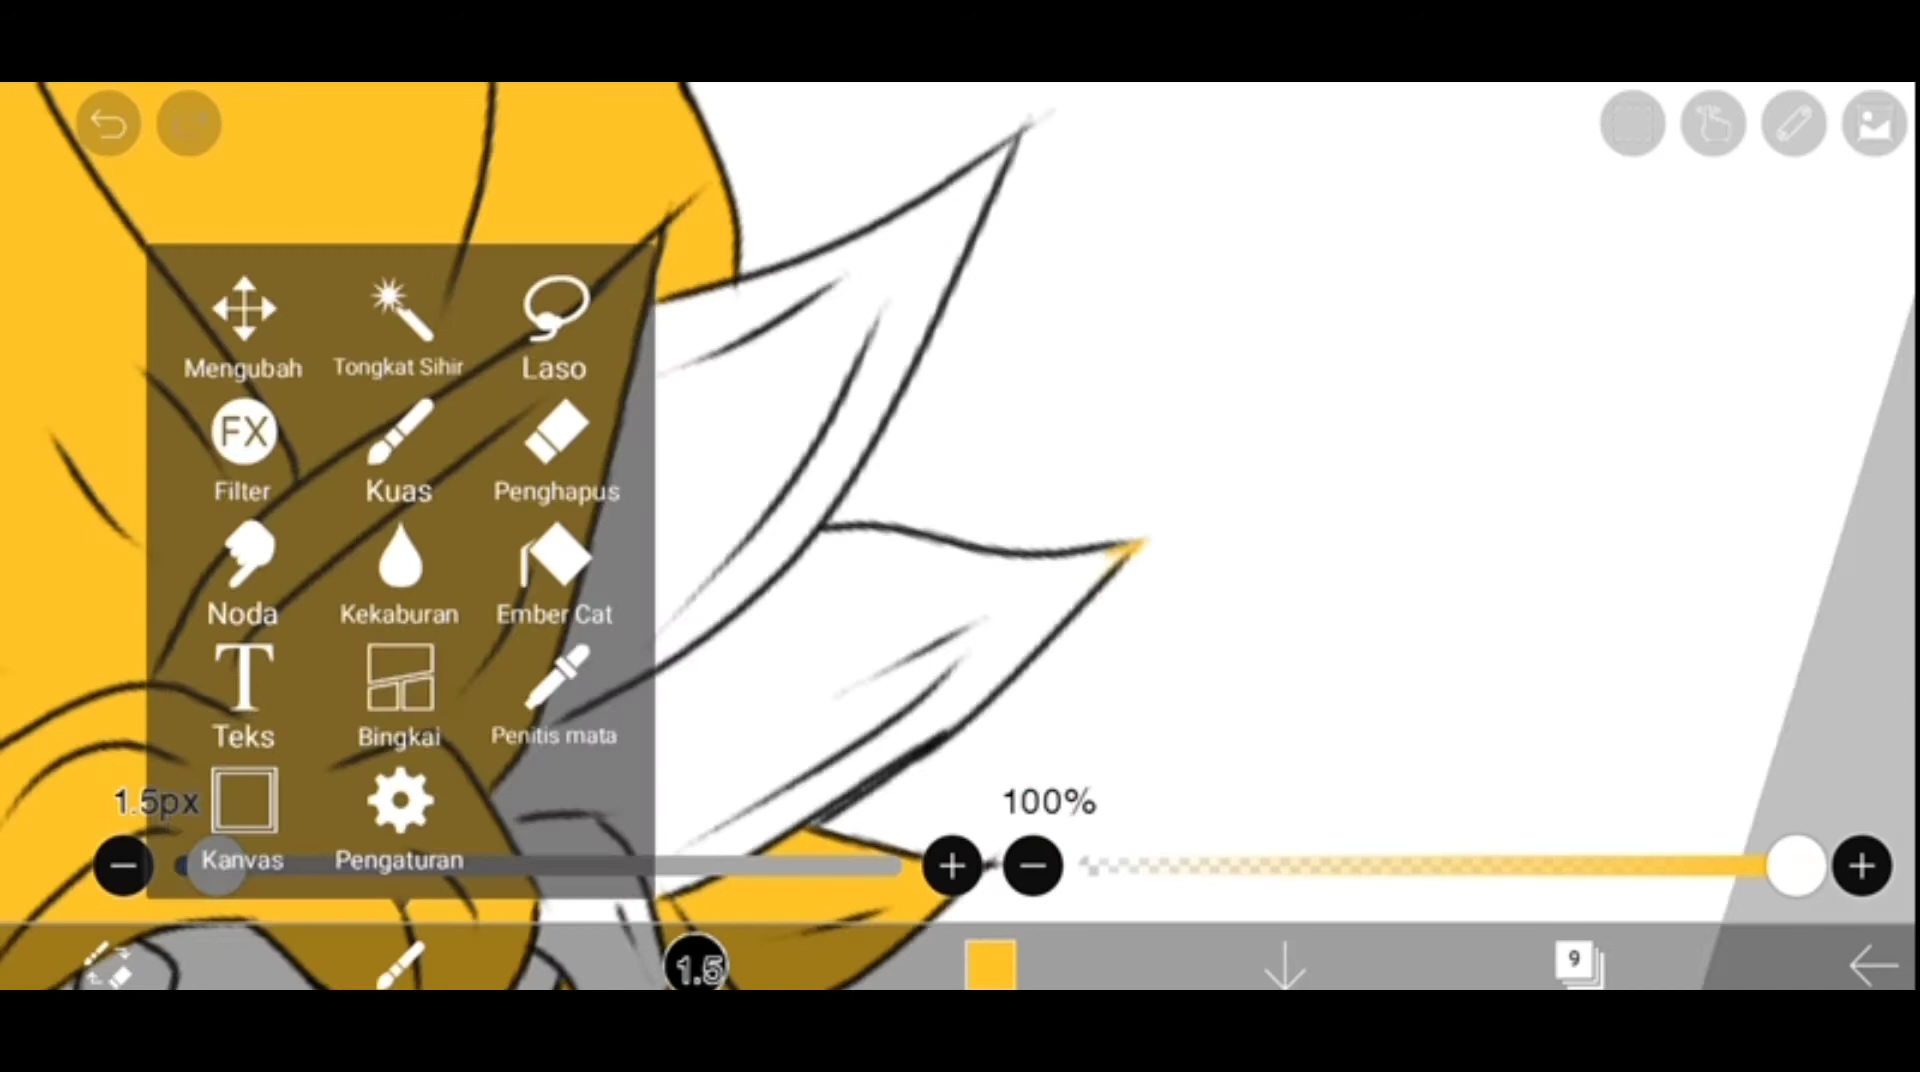 Mengubah Tongkat Sihir Laso
FX
Filter Kuas Penghapus
Noda Kekaburan Ember Cat
T
Teks Bingkai Penitis mata
1.5px 100%
Kanvas Pengaturan
1.5 9